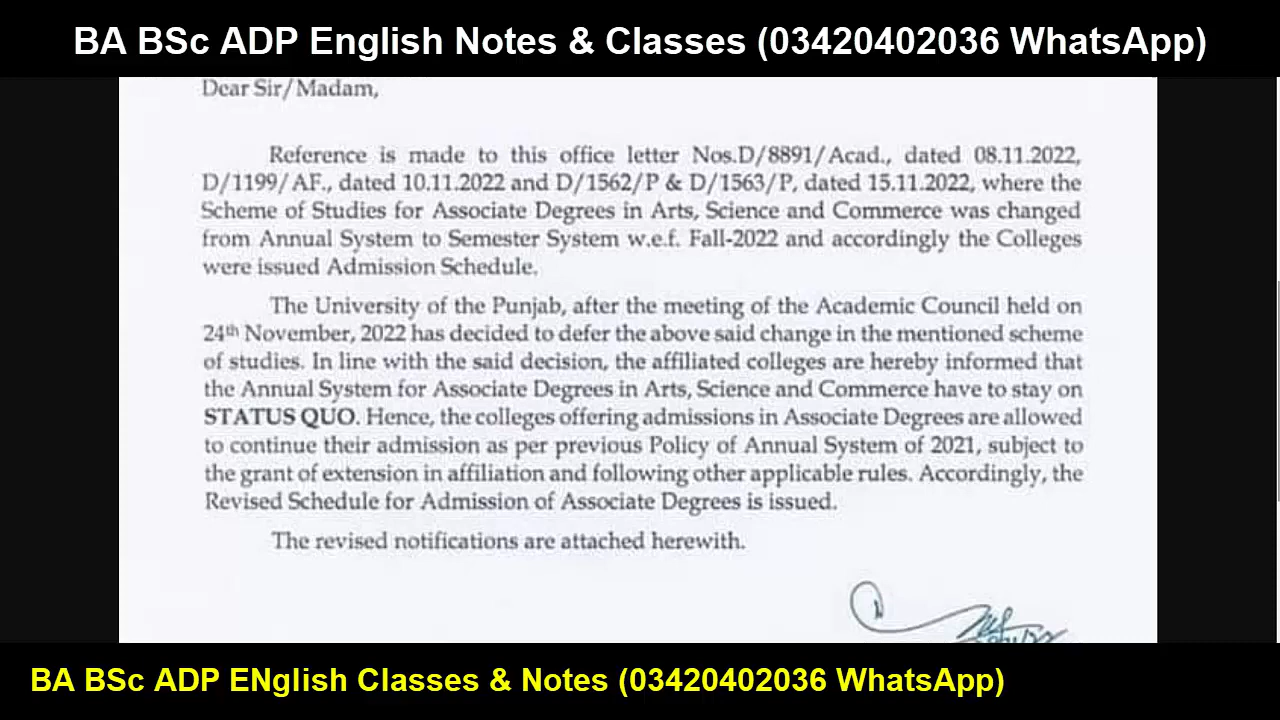 BA BSc ADP English Notes & Classes (03420402036 WhatsApp)
Dear Sir/Madam,
Reference is made to this office letter Nos.D/8891/Acad., dated 08.11.2022,
D/1199/AF., dated 10.11.2022 and D/1562/P & D/1563/P, dated 15.11.2022, where the
Scheme of Studies for Associate Degrees in Arts, Science and Commerce was changed
from Annual System to Semester System w.e.f. Fall-2022 and accordingly the Colleges
were issued Admission Schedule.
The University of the Punjab, after the meeting of the Academic Council held on
24th November, 2022 has decided to defer the above said change in the mentioned scheme
of studies. In line with the said decision, the affiliated colleges are hereby informed that
the Annual System for Associate Degrees in Arts, Science and Commerce have to stay on
STATUS QUO. Hence, the colleges offering admissions in Associate Degrees are allowed
to continue their admission as per previous Policy of Annual System of 2021, subject to
the grant of extension in affiliation and following other applicable rules. Accordingly, the
Revised Schedule for Admission of Associate Degrees is issued.
The revised notifications are attached herewith.
BA BSc ADP ENglish Classes & Notes (03420402036 WhatsApp)